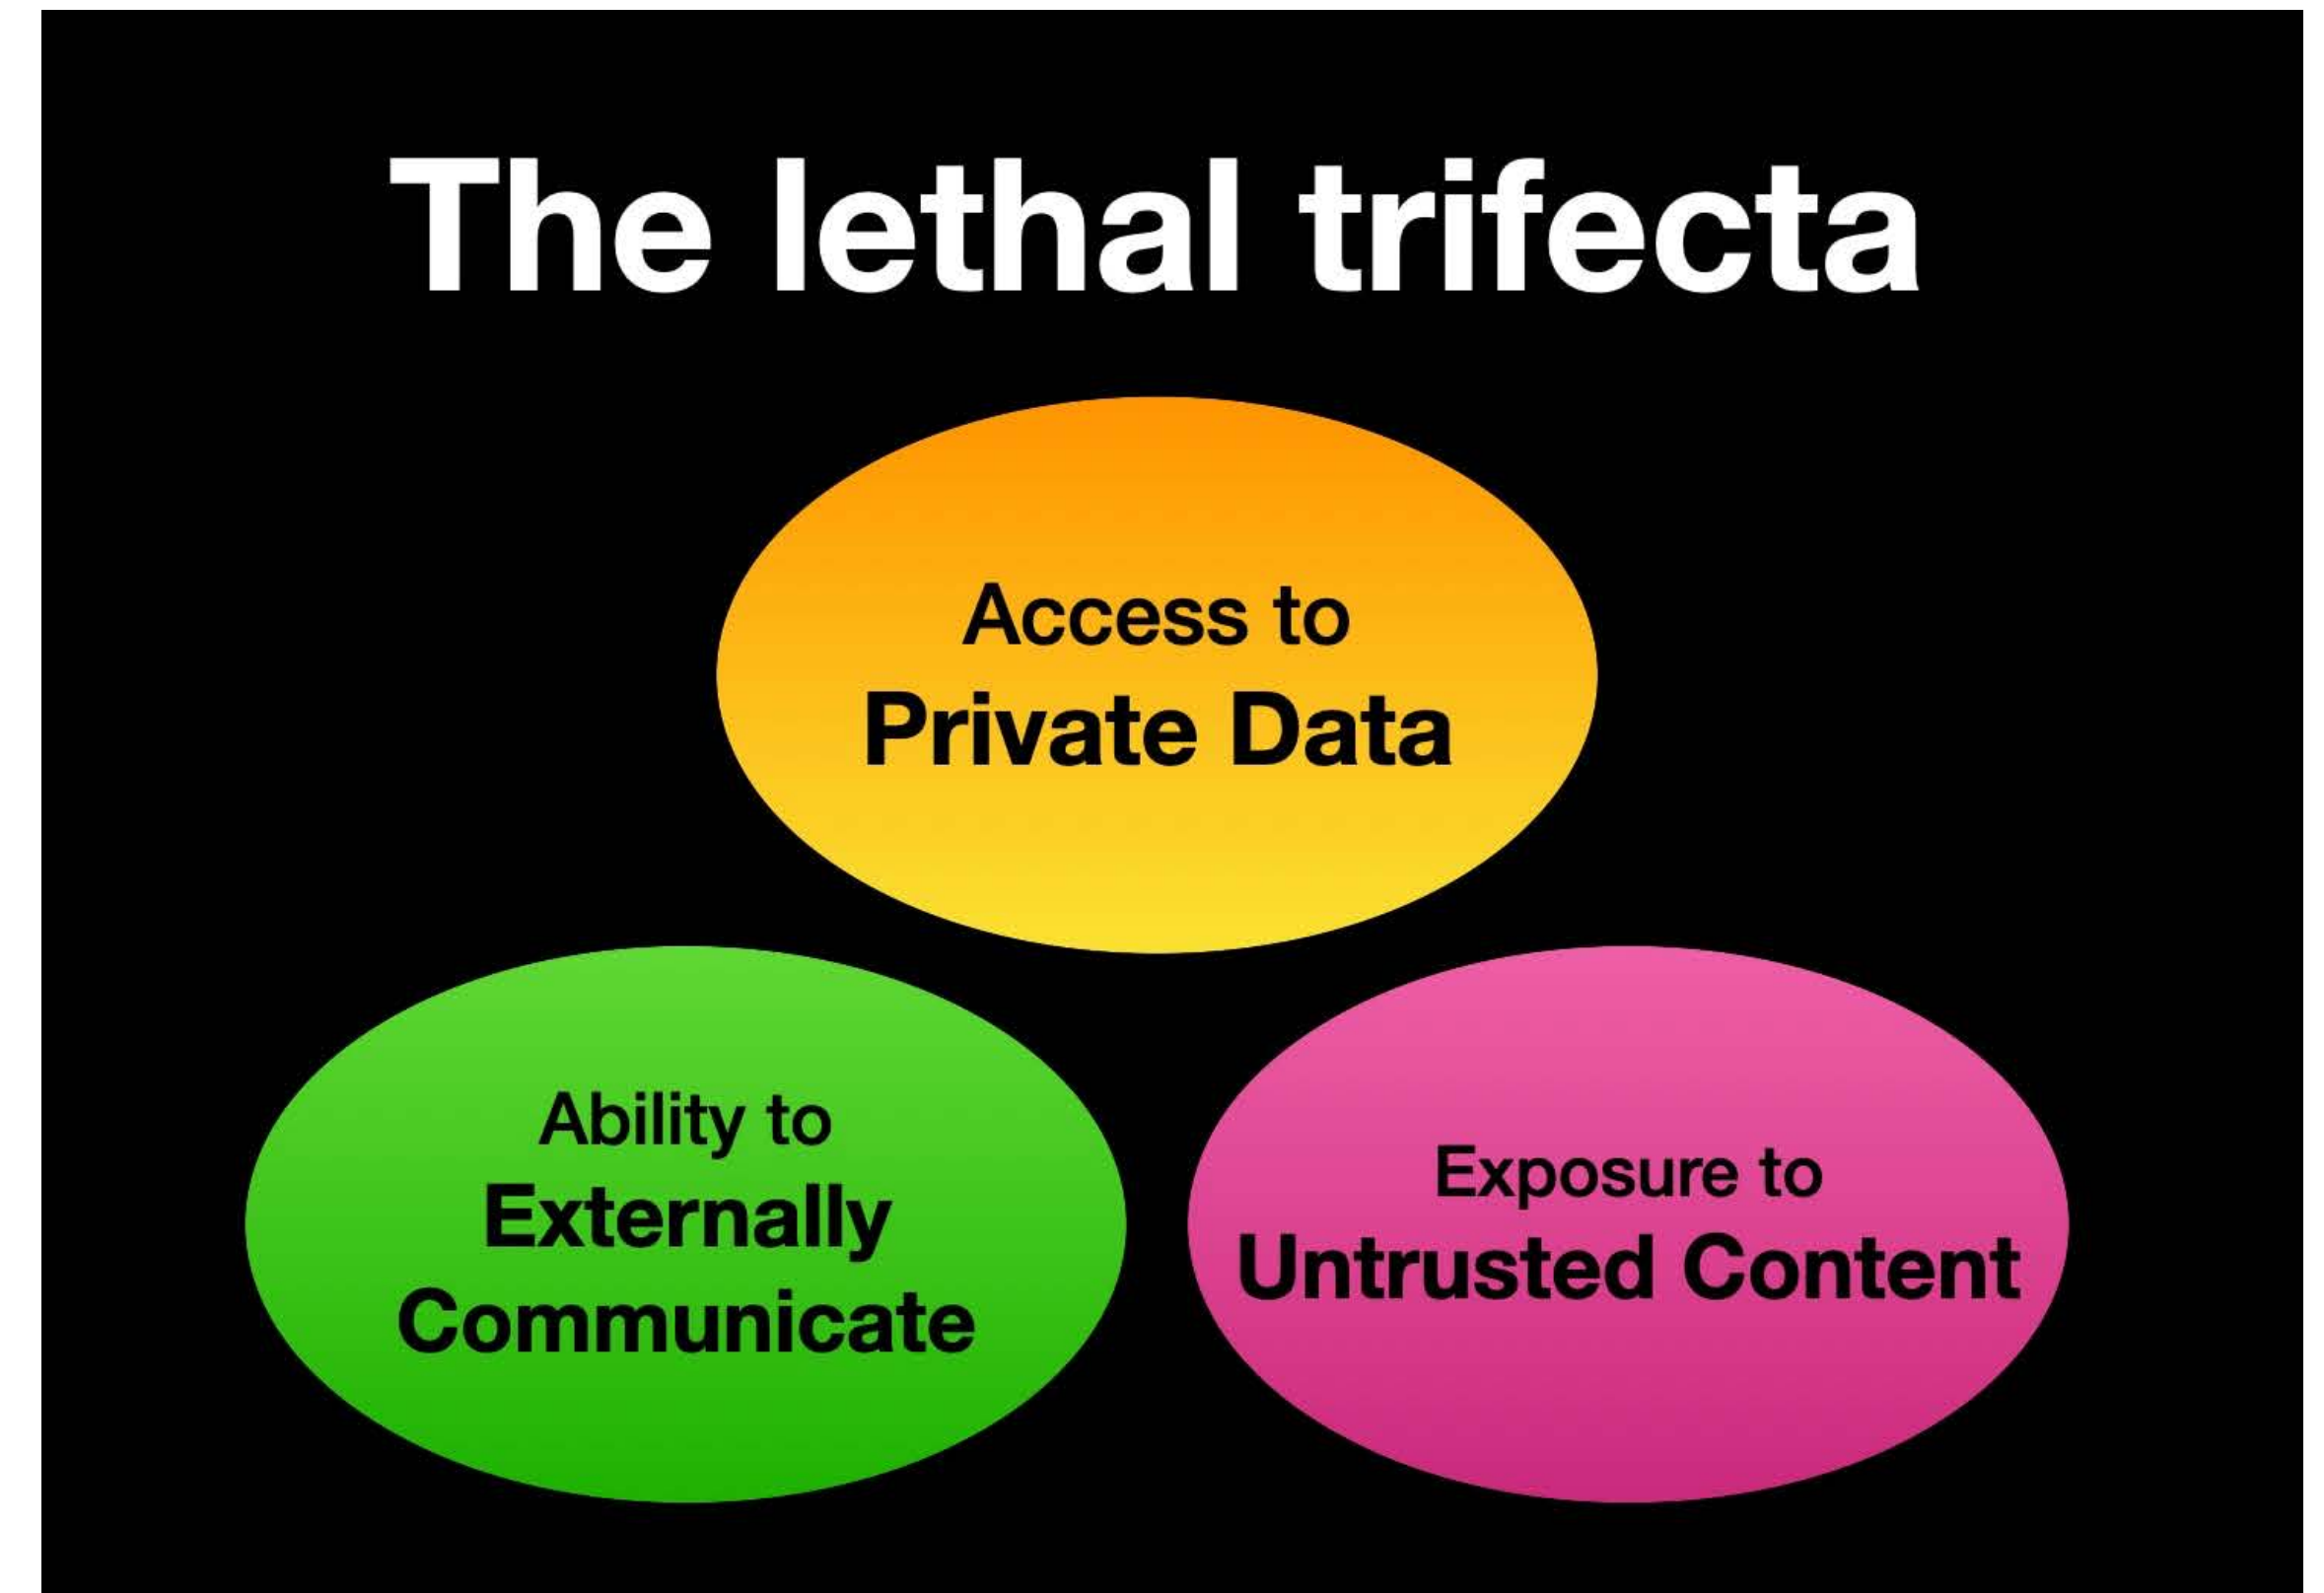 The lethal trifecta
Access to
Private Data
Ability to
Externally
Communicate
Exposure to
Untrusted Content